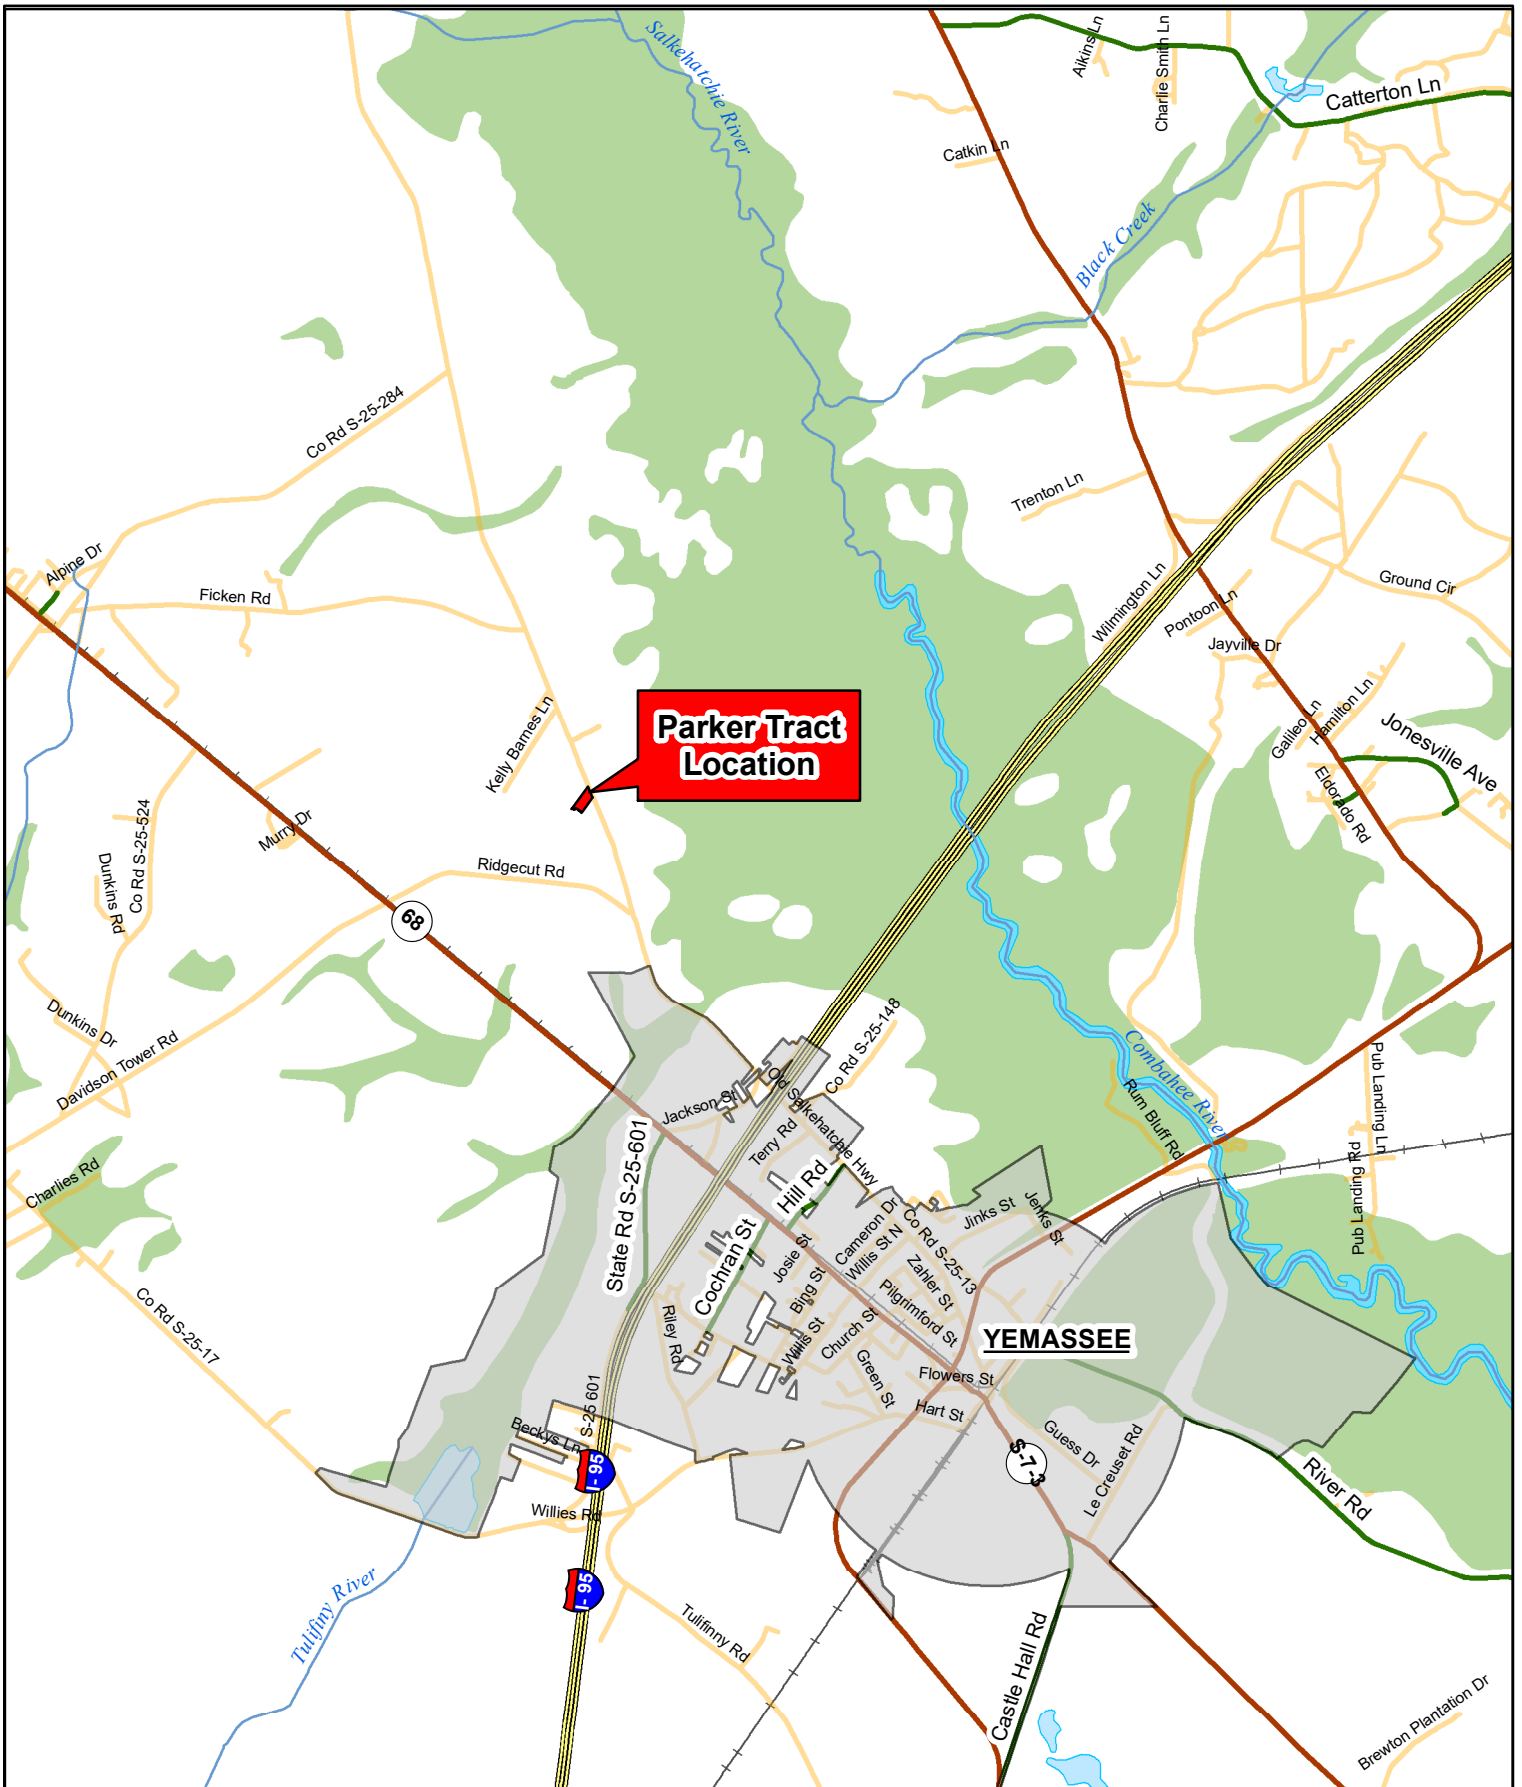 Salkehatchie River
Aikins Ln
Charlie Smith Ln
Catterton Ln
Catkin Ln
Black Creek
Co Rd S-25-284
Trenton Ln
Alpine Dr
Ficken Rd
Wilmington Ln
Pontoon Ln
Ground Cir
Jayville Dr
Kelly Barnes Ln
Parker Tract
Location
Galileo Ln
Hamilton Ln
Jonesville Ave
Eldorado Rd
Murry Dr
Co Rd S-25-524
Dunkins Rd
Ridgecut Rd
68
Dunkins Dr
Davidson Tower Rd
Co Rd S-25-148
Combahee River
Rum Bluff Rd
Pub Landing Ln
Pub Landing Rd
Old Salkehatchie Hwy
Jackson St
Terry Rd
State Rd S-25-601
Hill Rd
Charlies Rd
Cochran St
Josie St
Cameron Dr
Willis St N
Co Rd S-25-13
Jinks St
Jenks St
Zahler St
Bing St
Pilgrimford St
Co Rd S-25-17
Riley Rd
Willis St
Church St
Green St
YEMASSEE
Flowers St
Hart St
S-25 601
Beckys Ln
I-95
Guess Dr
S-7-3
Le Creuset Rd
River Rd
Willies Rd
I-95
Tulifiny River
Tulifinny Rd
Castle Hall Rd
Brewton Plantation Dr